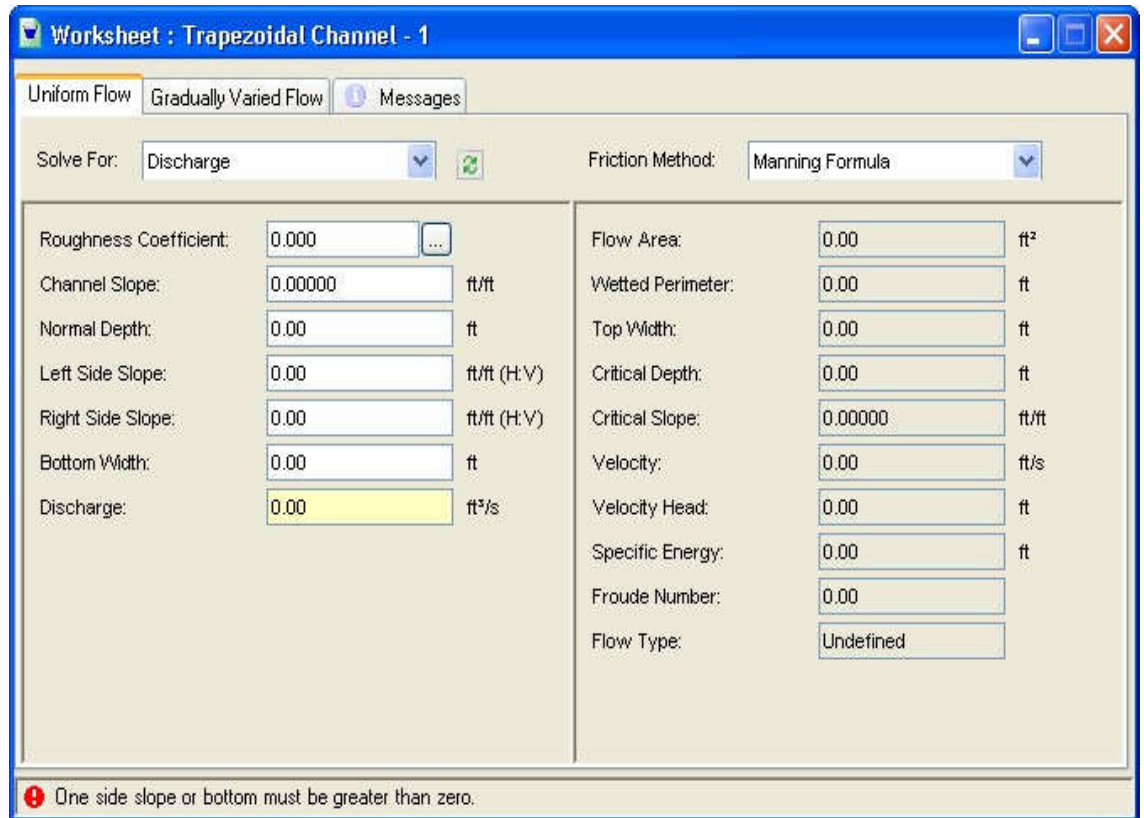 Worksheet : Trapezoidal Channel - 1
Uniform Flow Gradually Varied Flow Messages
Solve For: Discharge Friction Method: Manning Formula
Roughness Coefficient: 0.000 ...
Channel Slope: 0.00000 ft/ft
Normal Depth: 0.00 ft
Left Side Slope: 0.00 ft/ft (H:V)
Right Side Slope: 0.00 ft/ft (H:V)
Bottom Width: 0.00 ft
Discharge: 0.00 ft³/s
Flow Area: 0.00 ft²
Wetted Perimeter: 0.00 ft
Top Width: 0.00 ft
Critical Depth: 0.00 ft
Critical Slope: 0.00000 ft/ft
Velocity: 0.00 ft/s
Velocity Head: 0.00 ft
Specific Energy: 0.00 ft
Froude Number: 0.00
Flow Type: Undefined
One side slope or bottom must be greater than zero.